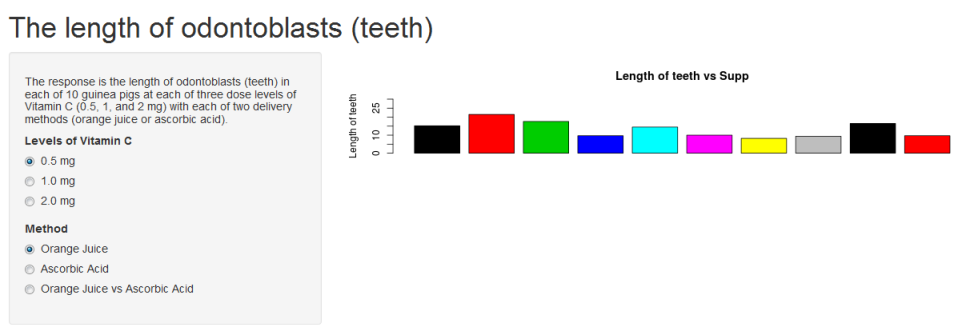 The length of odontoblasts (teeth)
The response is the length of odontoblasts (teeth) in
each of 10 guinea pigs at each of three dose levels of
Vitamin C (0.5, 1, and 2 mg) with each of two delivery
methods (orange juice or ascorbic acid).
Levels of Vitamin C
0.5 mg
1.0 mg
2.0 mg
Method
Orange Juice
Ascorbic Acid
Orange Juice vs Ascorbic Acid
Length of teeth vs Supp
Length of teeth
25
10
0